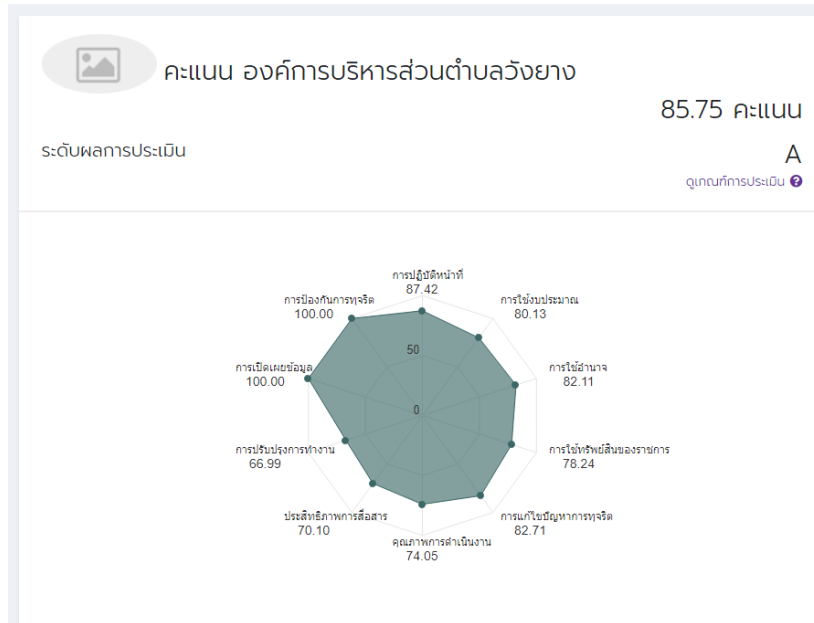 คะแนน องค์การบริหารส่วนตำบลวังยาง
85.75 คะแนน
ระดับผลการประเมิน
A
ดูเกณฑ์การประเมิน ?
การปฏิบัติหน้าที่
87.42
การป้องกันการทุจริต
100.00
การใช้งบประมาณ
80.13
50
การเปิดเผยข้อมูล
100.00
การใช้อำนาจ
82.11
0
การปรับปรุงการทำงาน
66.99
การใช้ทรัพย์สินของราชการ
78.24
ประสิทธิภาพการสื่อสาร
70.10
การแก้ไขปัญหาการทุจริต
82.71
คุณภาพการดำเนินงาน
74.05